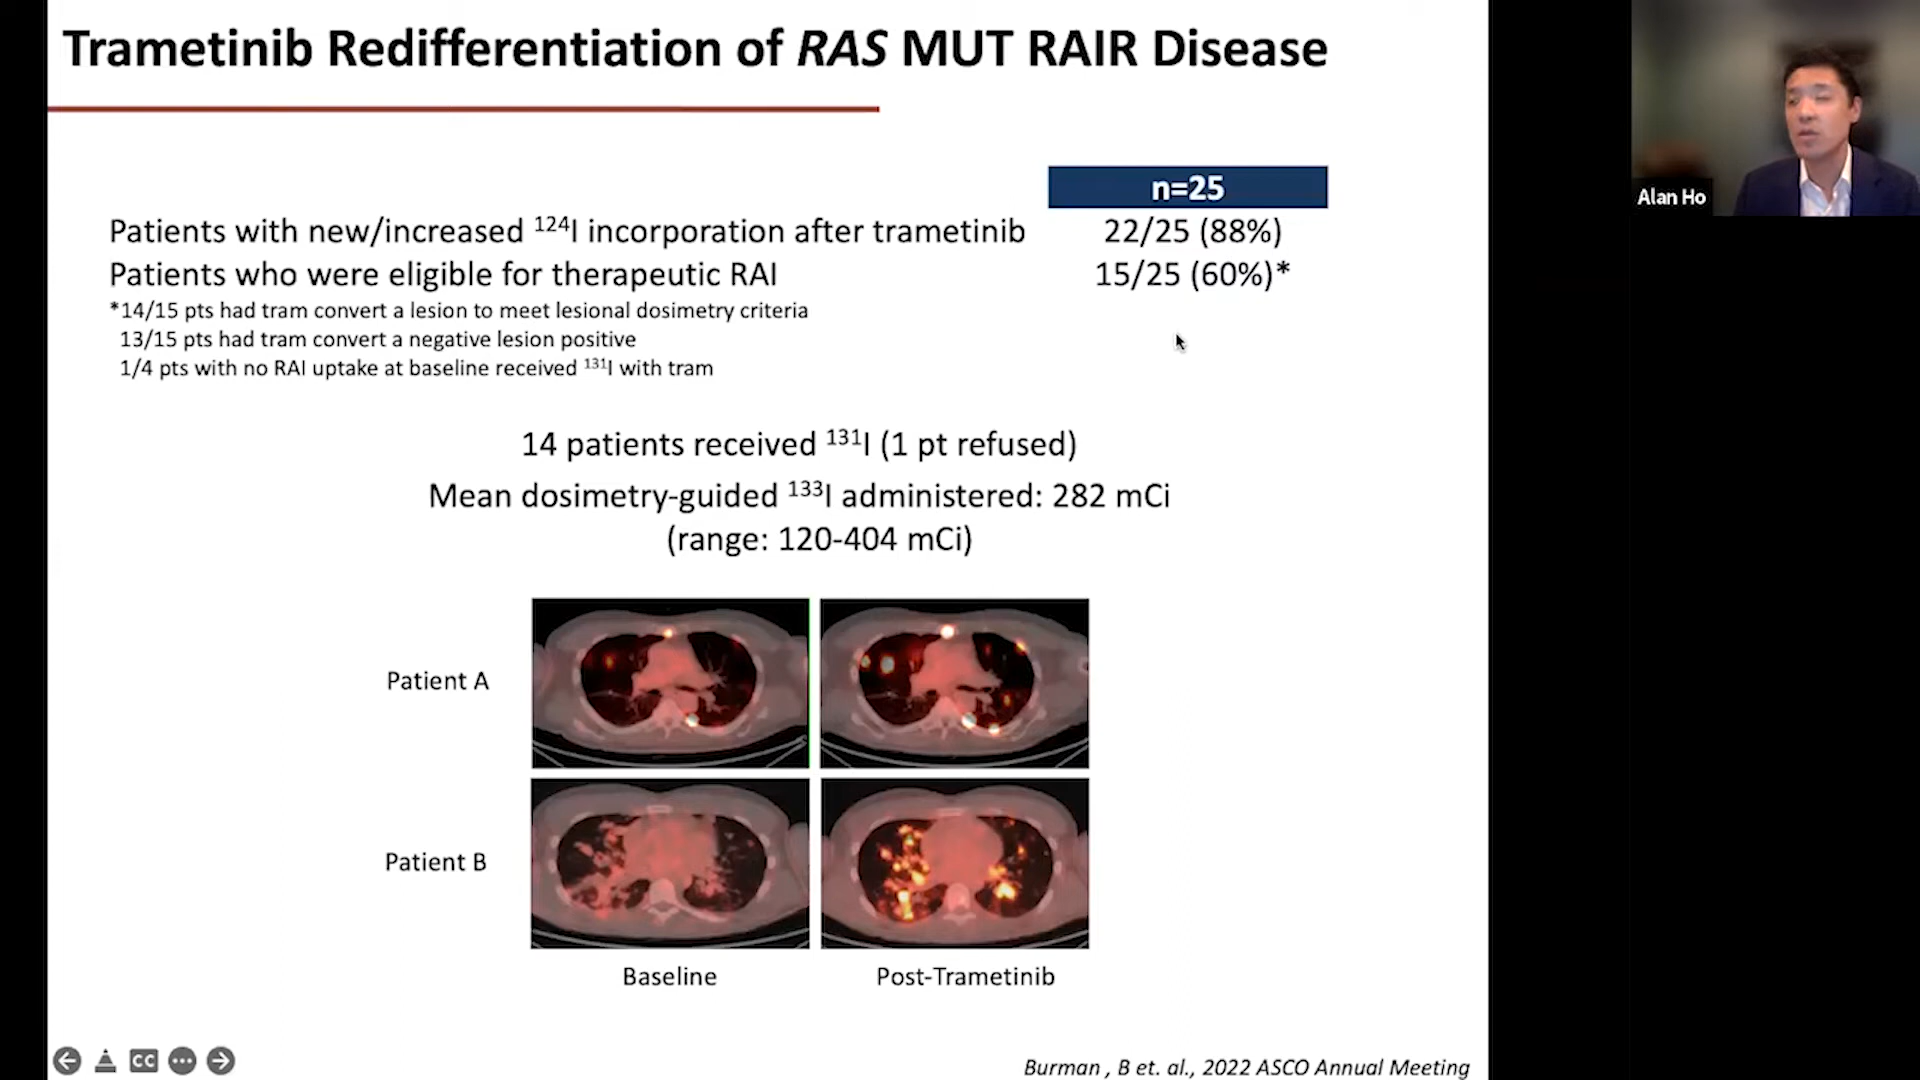 Trametinib Redifferentiation of RAS MUT RAIR Disease
Alan Ho
n=25
Patients with new/increased ¹²⁴I incorporation after trametinib 22/25 (88%)
Patients who were eligible for therapeutic RAI 15/25 (60%)*
*14/15 pts had tram convert a lesion to meet lesional dosimetry criteria
13/15 pts had tram convert a negative lesion positive
1/4 pts with no RAI uptake at baseline received ¹³¹I with tram
14 patients received ¹³¹I (1 pt refused)
Mean dosimetry-guided ¹³³I administered: 282 mCi
(range: 120-404 mCi)
Patient A
Patient B
Baseline Post-Trametinib
CC
Burman , B et. al., 2022 ASCO Annual Meeting